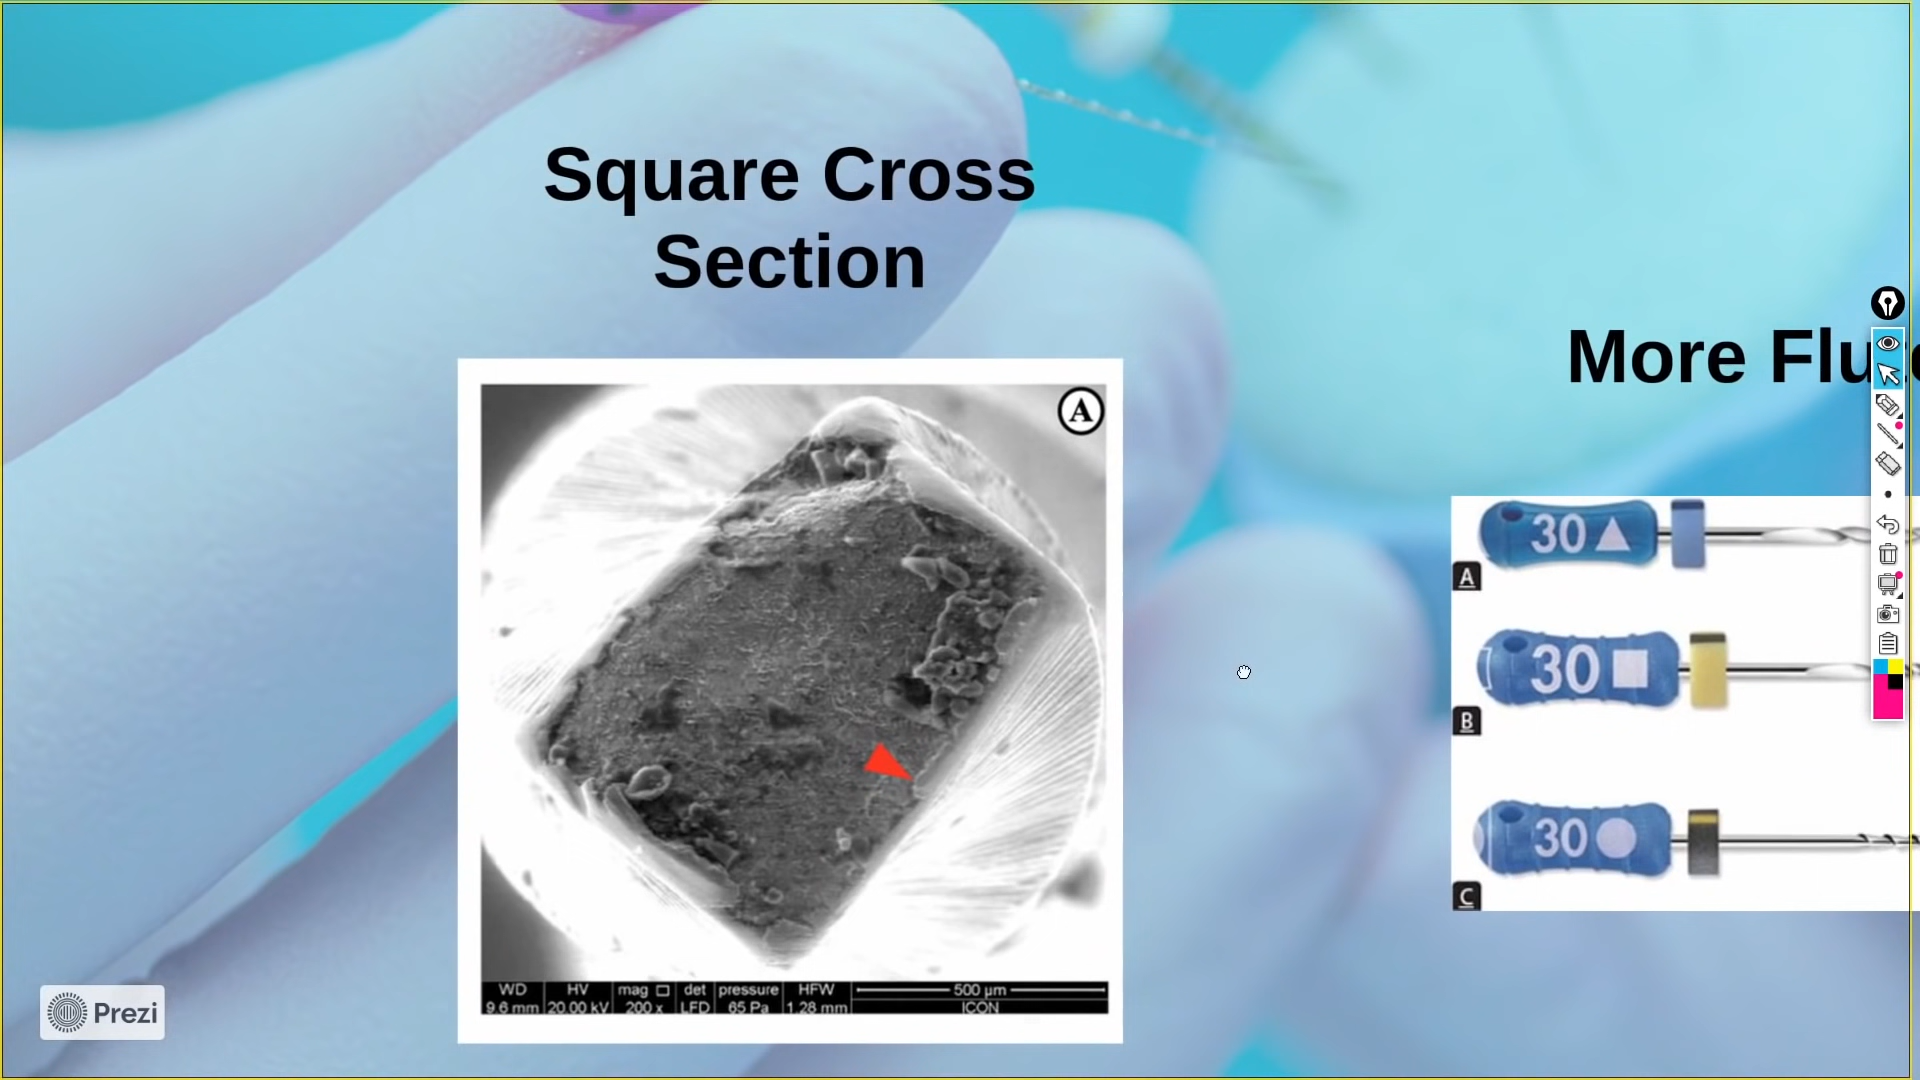 Square Cross
Section
A
WD HV mag det pressure HFW 500 µm
9.6 mm 20.00 kV 200 x LFD 65 Pa 1.28 mm ICON
More Flute
30
A
30
B
30
C
Prezi